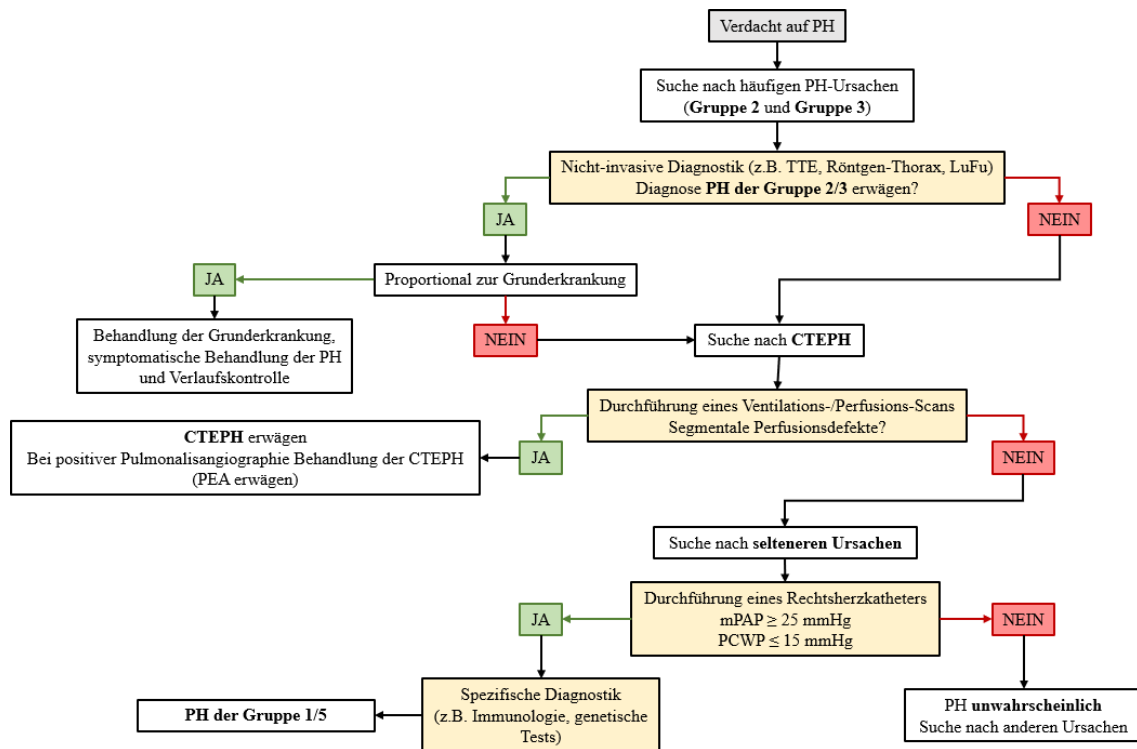 Verdacht auf PH
Suche nach häufigen PH-Ursachen
(Gruppe 2 und Gruppe 3)
Nicht-invasive Diagnostik (z.B. TTE, Röntgen-Thorax, LuFu)
Diagnose PH der Gruppe 2/3 erwägen?
JA
NEIN
JA
Proportional zur Grunderkrankung
Behandlung der Grunderkrankung,
symptomatische Behandlung der PH
und Verlaufskontrolle
NEIN
Suche nach CTEPH
Durchführung eines Ventilations-/Perfusions-Scans
Segmentale Perfusionsdefekte?
CTEPH erwägen
Bei positiver Pulmonalisangiographie Behandlung der CTEPH
(PEA erwägen)
JA
NEIN
Suche nach selteneren Ursachen
Durchführung eines Rechtsherzkatheters
mPAP ≥ 25 mmHg
PCWP ≤ 15 mmHg
JA
NEIN
Spezifische Diagnostik
(z.B. Immunologie, genetische
Tests)
PH der Gruppe 1/5
PH unwahrscheinlich
Suche nach anderen Ursachen